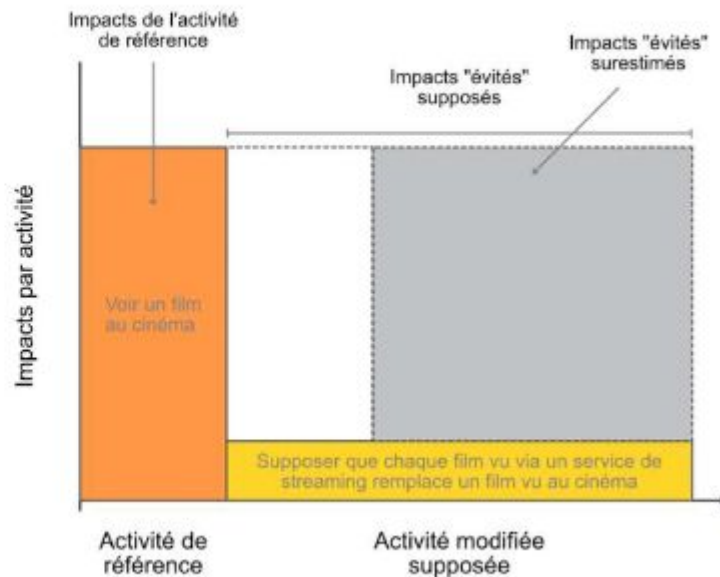 Impacts de l'activité
de référence
Impacts "évités"
surestimés
Impacts "évités"
supposés
Impacts par activité
Voir un film
au cinéma
Supposer que chaque film vu via un service de
streaming remplace un film vu au cinéma
Activité de
référence
Activité modifiée
supposée